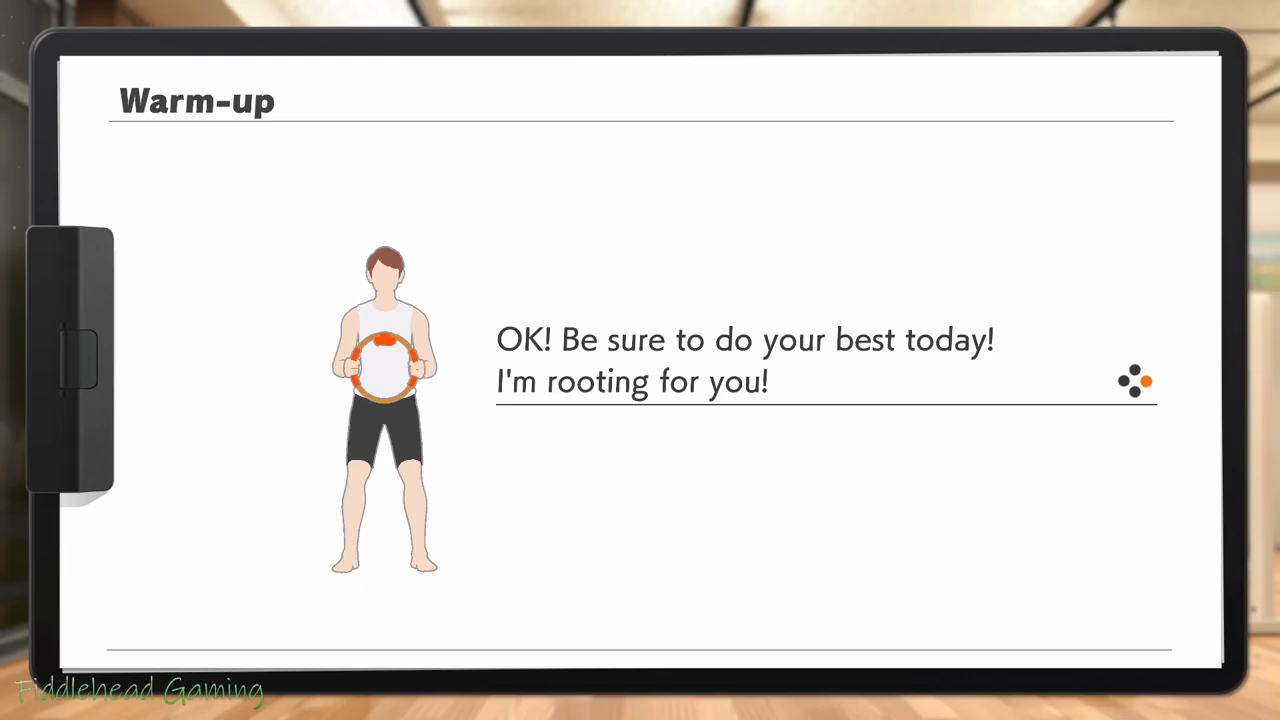 Warm-up
OK! Be sure to do your best today!
I'm rooting for you!
Fiddlehead Gaming